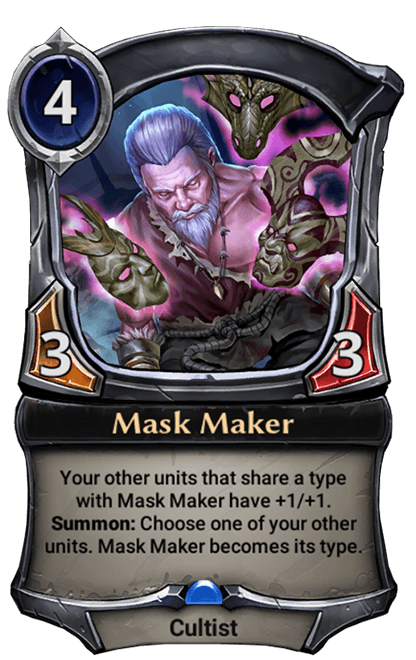 4
3
3
Mask Maker
Your other units that share a type
with Mask Maker have +1/+1.
Summon: Choose one of your other
units. Mask Maker becomes its type.
Cultist